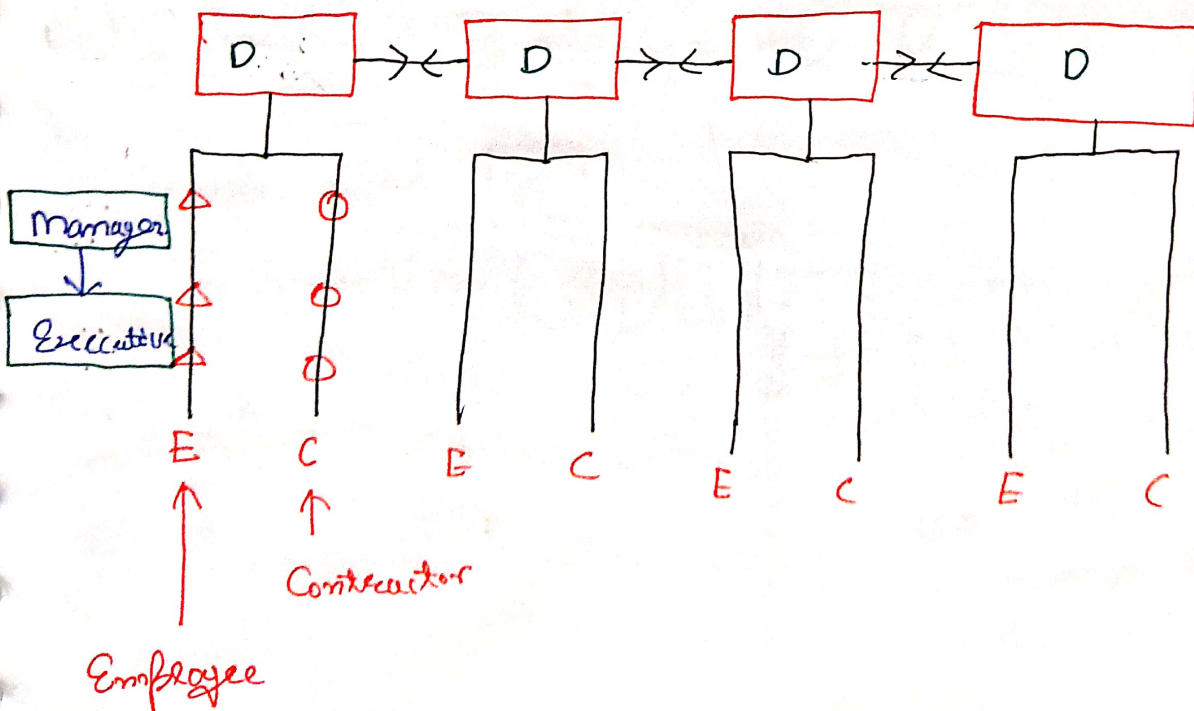 D D D D
Manager
Executive
E C E C E C E C
Contractor
Employee